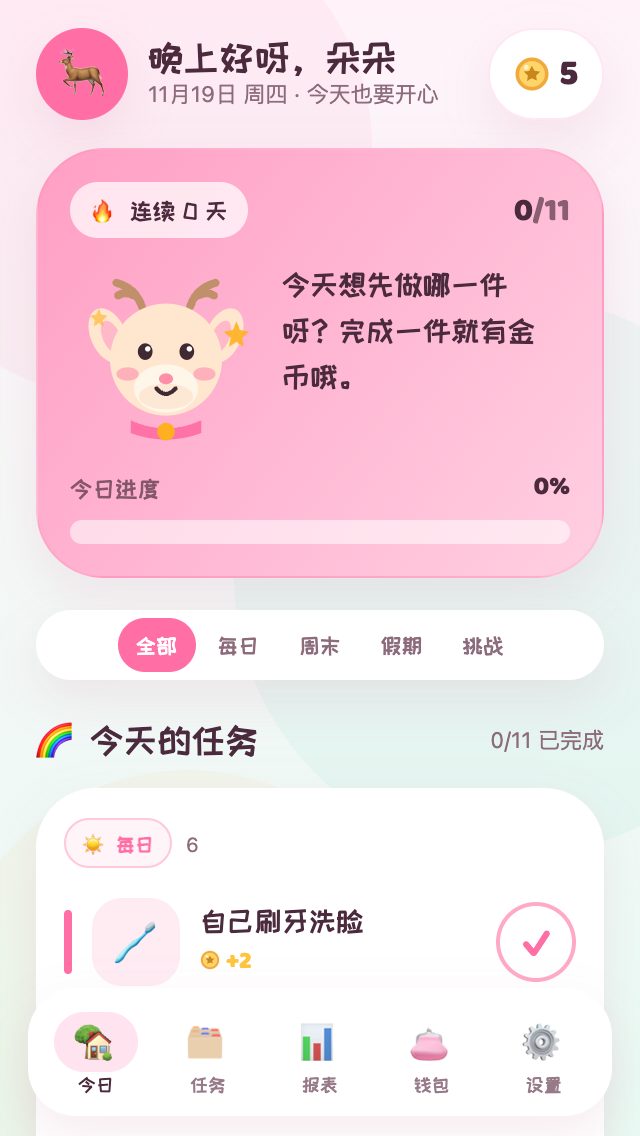 晚上好呀，朵朵
11月19日 周四 · 今天也要开心
5
连续 0 天
0/11
今天想先做哪一件
呀？完成一件就有金
币哦。
今日进度
0%
全部 每日 周末 假期 挑战
今天的任务
0/11 已完成
每日 6
自己刷牙洗脸
+2
今日 任务 报表 钱包 设置